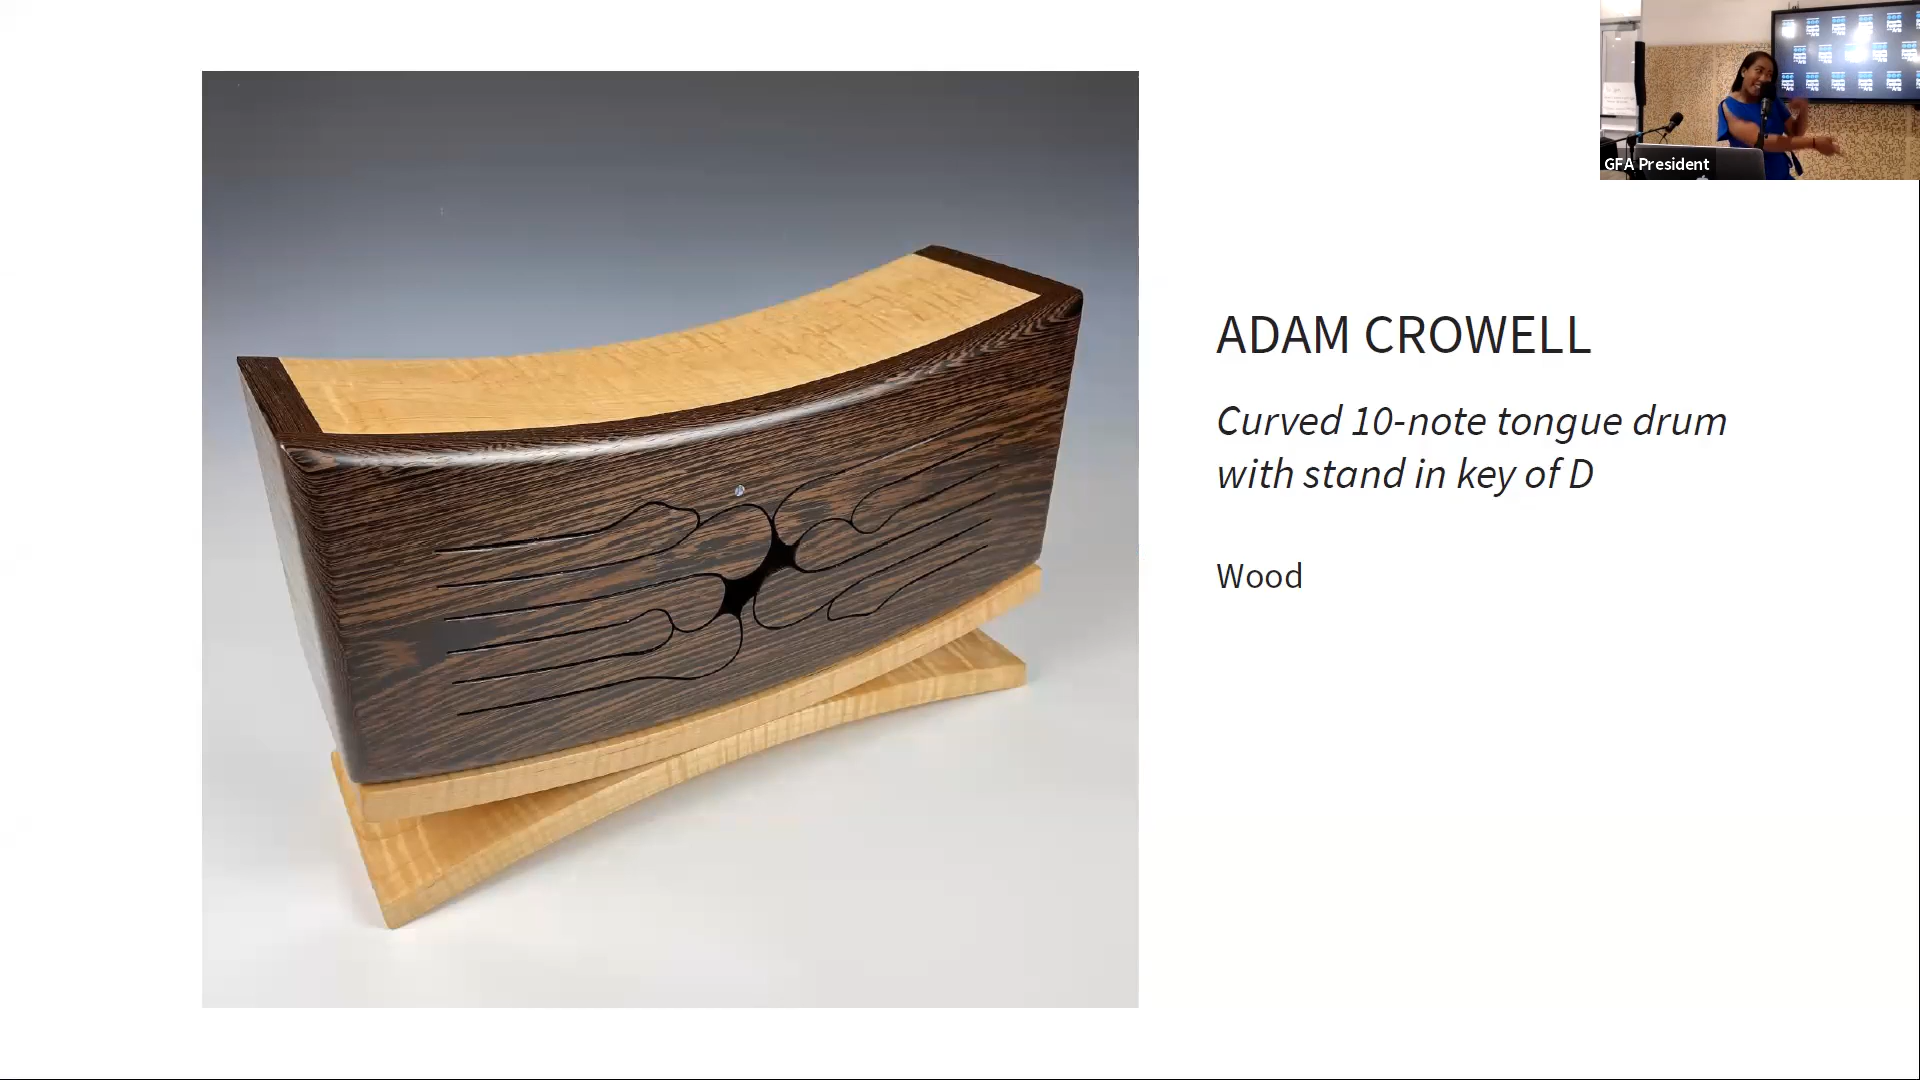 GFA President
ADAM CROWELL
Curved 10-note tongue drum
with stand in key of D
Wood